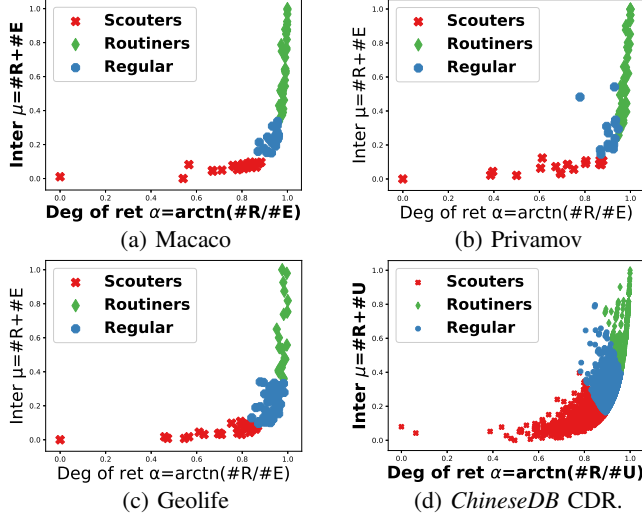 1.0
0.8
0.6
0.4
0.2
0.0
Inter μ=#R+#E
Scouters
Routiners
Regular
0.0 0.2 0.4 0.6 0.8 1.0
Deg of ret α=arctn(#R/#E)
(a) Macaco
1.0
0.8
0.6
0.4
0.2
0.0
Inter μ=#R+#E
Scouters
Routiners
Regular
0.0 0.2 0.4 0.6 0.8 1.0
Deg of ret α=arctn(#R/#E)
(b) Privamov
1.0
0.8
0.6
0.4
0.2
0.0
Inter μ=#R+#E
Scouters
Routiners
Regular
0.0 0.2 0.4 0.6 0.8 1.0
Deg of ret α=arctn(#R/#E)
(c) Geolife
1.0
0.8
0.6
0.4
0.2
0.0
Inter μ=#R+#U
Scouters
Routiners
Regular
0.0 0.2 0.4 0.6 0.8 1.0
Deg of ret α=arctn(#R/#U)
(d) ChineseDB CDR.